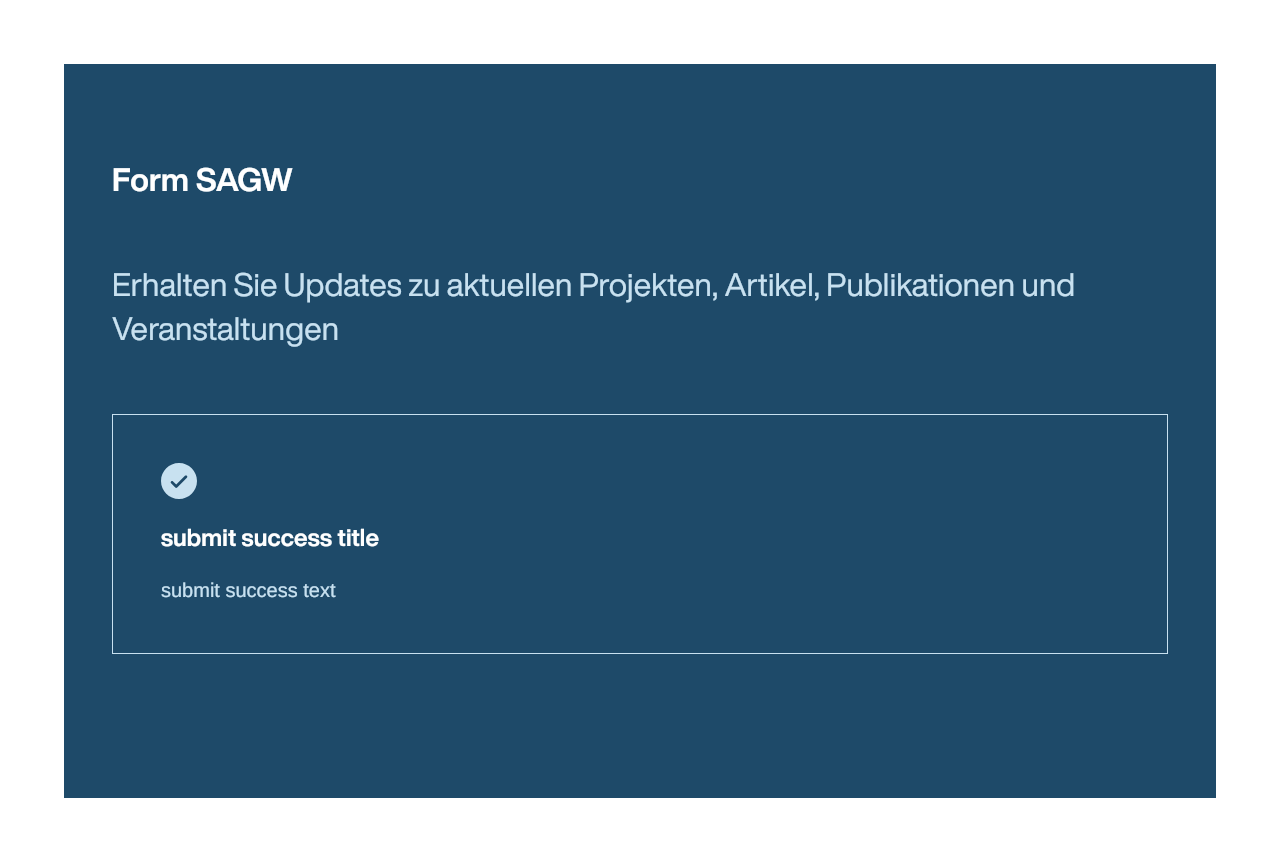 Form SAGW
Erhalten Sie Updates zu aktuellen Projekten, Artikel, Publikationen und
Veranstaltungen
submit success title
submit success text